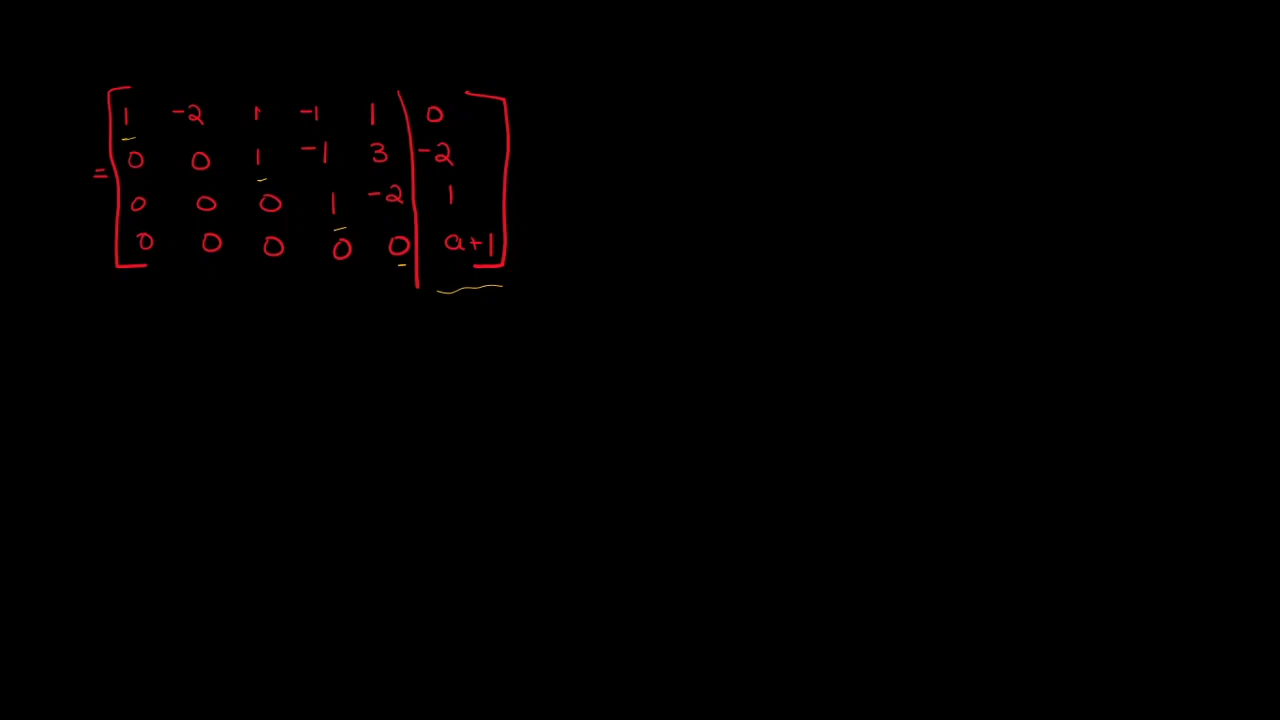 1 -2 1 -1 1 | 0
0 0 1 -1 3 | -2
= 0 0 0 1 -2 | 1
0 0 0 0 0 | a+1